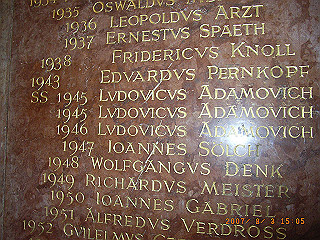 1935 OSWALDVS
1936 LEOPOLDVS ARZT
1937 ERNESTVS SPAETH
1938 FRIDERICVS KNOLL
1943 EDVARDVS PERNKOPF
SS 1945 LVDOVICVS ADAMOVICH
1945 LVDOVICVS ADAMOVICH
1946 LVDOVICVS ADAMOVICH
1947 IOANNES SÖLCH
1948 WOLFGANGVS DENK
1949 RICHARDVS MEISTER
1950 IOANNES GABRIEL
1951 ALFREDVS VERDROSS
1952 GVILELMVS
2007/ 8/ 3 15:05